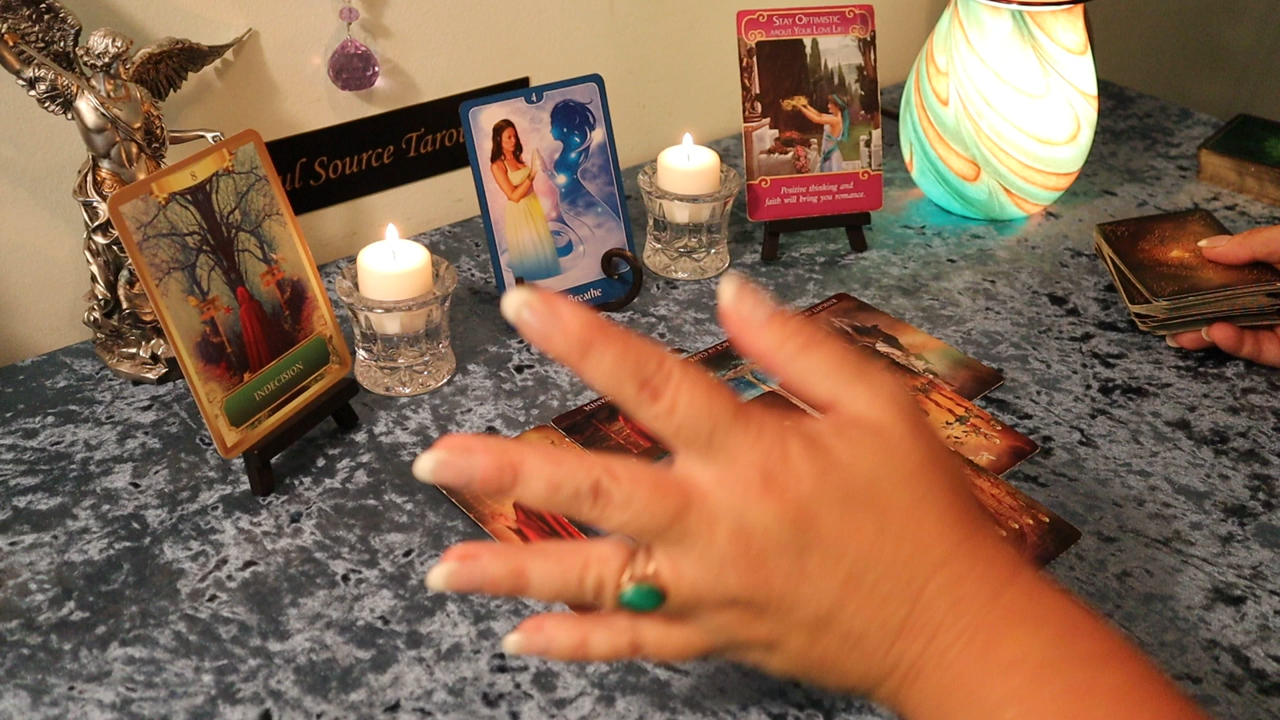 8
INDECISION
ul Source Taro
4
Breathe
STAY OPTIMISTIC
ABOUT YOUR LOVE LIFE
Positive thinking and
faith will bring you romance.